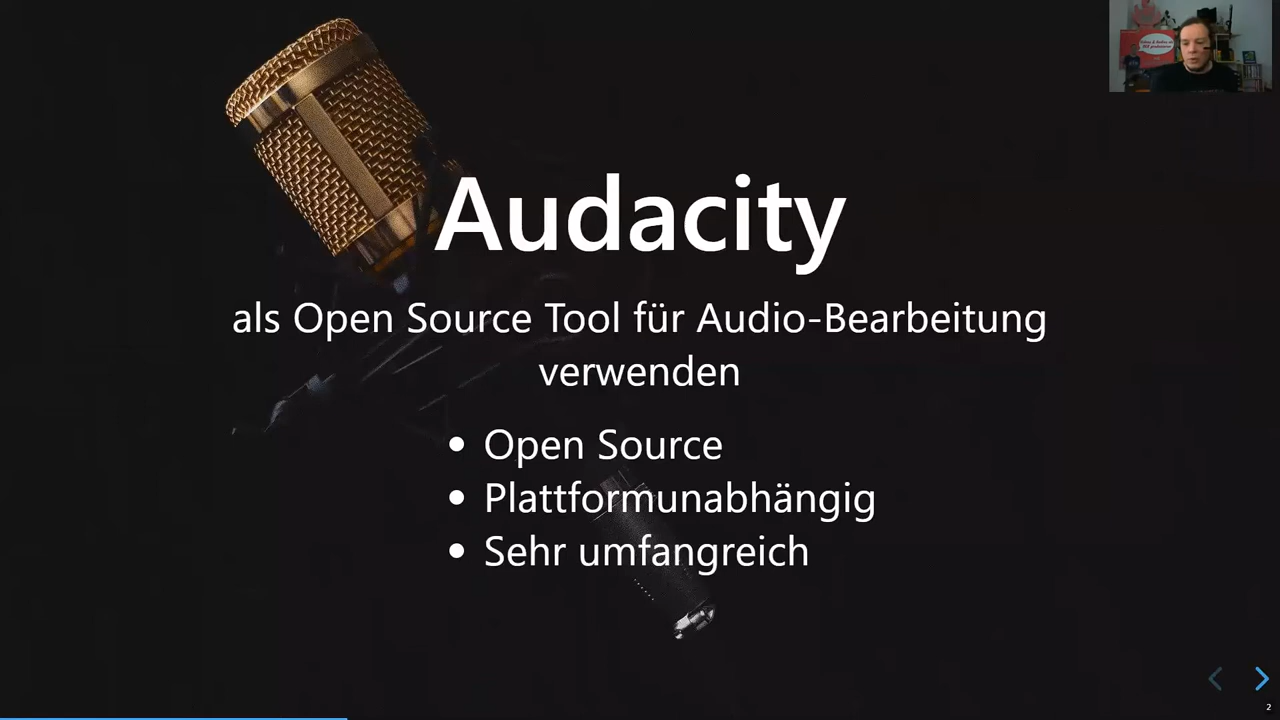 Audacity
als Open Source Tool für Audio-Bearbeitung
verwenden
• Open Source
• Plattformunabhängig
• Sehr umfangreich
2